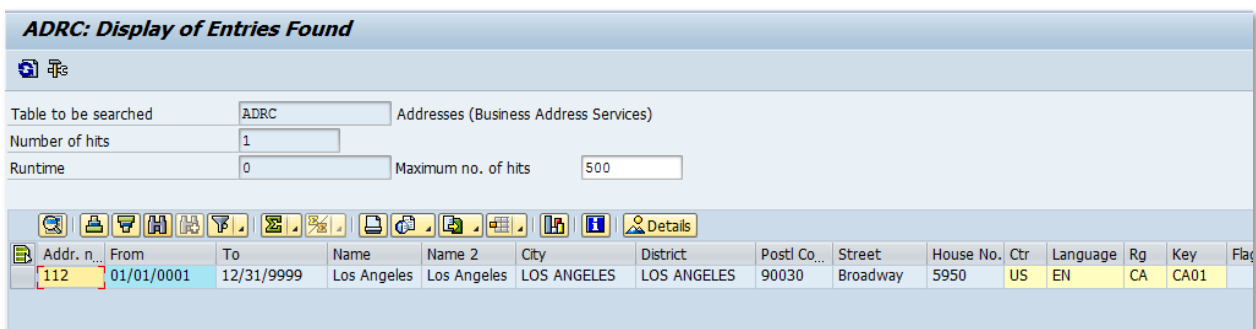 ADRC: Display of Entries Found
Table to be searched ADRC Addresses (Business Address Services)
Number of hits 1
Runtime 0 Maximum no. of hits 500
Details
Addr. n... From To Name Name 2 City District Postl Co... Street House No. Ctr Language Rg Key Flag
112 01/01/0001 12/31/9999 Los Angeles Los Angeles LOS ANGELES LOS ANGELES 90030 Broadway 5950 US EN CA CA01